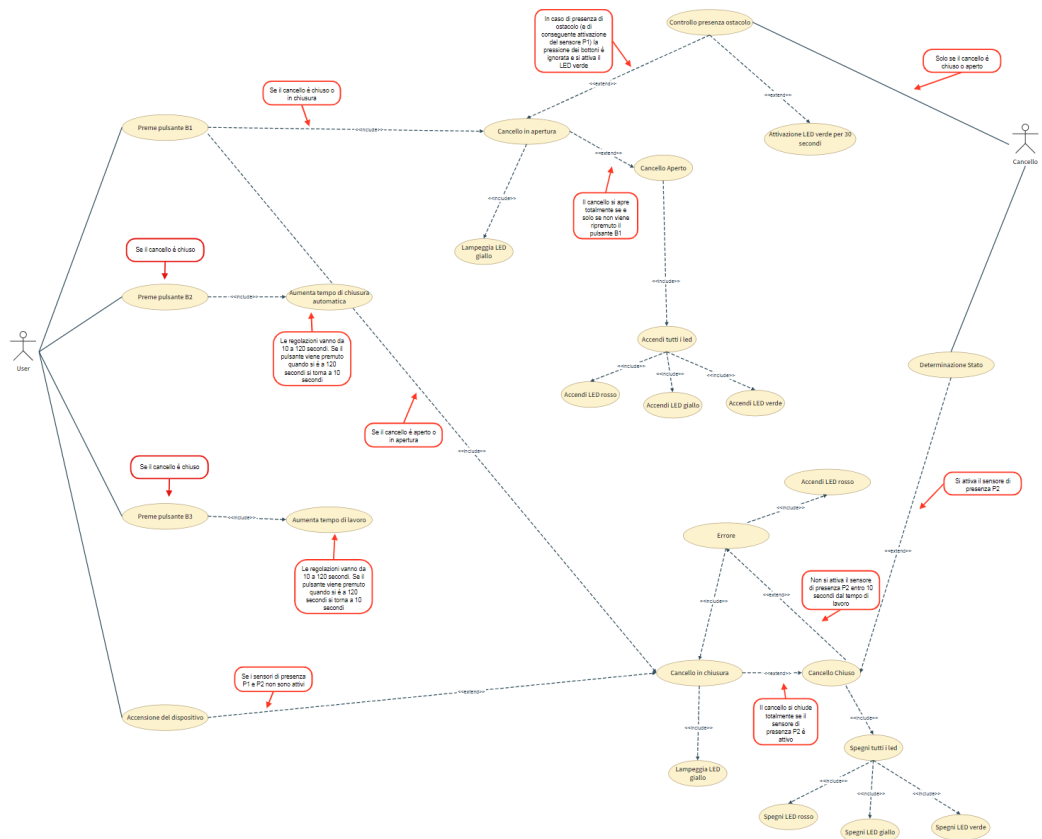 In caso di presenza di
ostacolo (e di
conseguente attivazione
del sensore P1) la
pressione dei bottoni è
ignorata e si attiva il
LED verde
Controllo presenza ostacolo
Solo se il cancello è
chiuso o aperto
Se il cancello è chiuso o
in chiusura
<<extend>>
<<extend>>
Preme pulsante B1
<<include>>
Cancello in apertura
Attivazione LED verde per 30
secondi
Cancello
<<extend>>
Cancello Aperto
<<include>>
Il cancello si apre
totalmente se e
solo se non viene
ripremuto il
pulsante B1
Lampeggia LED
giallo
Se il cancello è chiuso
<<include>>
Preme pulsante B2
<<include>>
Aumenta tempo di chiusura
automatica
User
Le regolazioni vanno da
10 a 120 secondi. Se il
pulsante viene premuto
quando si è a 120
secondi si torna a 10
secondi
Accendi tutti i led
<<include>>
<<include>>
<<include>>
Accendi LED rosso
Accendi LED giallo
Accendi LED verde
Determinazione Stato
Se il cancello è aperto o
in apertura
<<include>>
Se il cancello è chiuso
Accendi LED rosso
Si attiva il sensore di
presenza P2
Preme pulsante B3
<<include>>
Aumenta tempo di lavoro
<<include>>
Errore
<<extend>>
Le regolazioni vanno da
10 a 120 secondi. Se il
pulsante viene premuto
quando si è a 120
secondi si torna a 10
secondi
<<include>>
<<extend>>
Non si attiva il sensore
di presenza P2 entro 10
secondi dal tempo di
lavoro
Se i sensori di presenza
P1 e P2 non sono attivi
<<extend>>
Cancello in chiusura
<<extend>>
Cancello Chiuso
Accensione del dispositivo
Il cancello si chiude
totalmente se il
sensore di
presenza P2 è
attivo
<<include>>
<<include>>
Lampeggia LED
giallo
Spegni tutti i led
<<include>>
<<include>>
<<include>>
Spegni LED rosso
Spegni LED giallo
Spegni LED verde